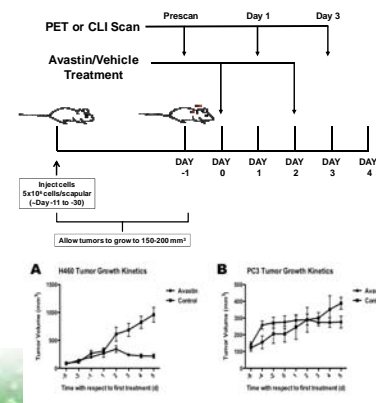 Prescan Day 1 Day 3
PET or CLI Scan
Avastin/Vehicle
Treatment
DAY DAY DAY DAY DAY DAY
-1 0 1 2 3 4
Inject cells
(~Day -11 to -30)
Allow tumors to grow to 150-200 mm³
A H460 Tumor Growth Kinetics
Avastin
Control
Tumor Volume (mm³)
Time with respect to first treatment (d)
B PC3 Tumor Growth Kinetics
Tumor Volume (mm³)
Time with respect to first treatment (d)